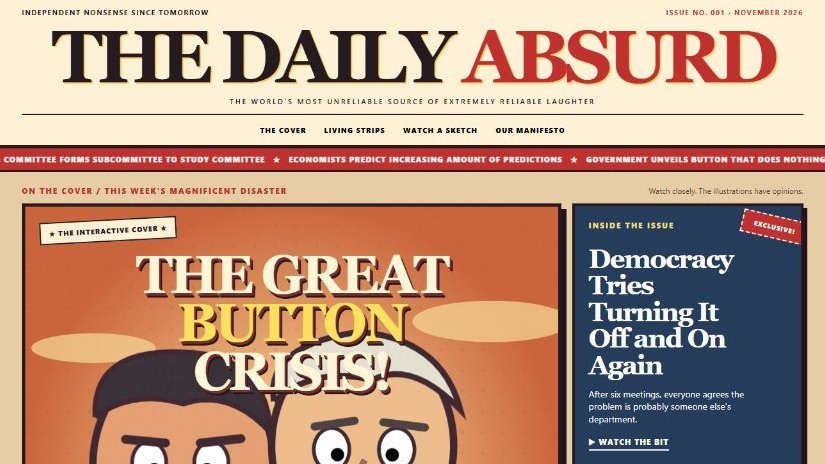 INDEPENDENT NONSENSE SINCE TOMORROW
ISSUE NO. 001 · NOVEMBER 2026
THE DAILY ABSURD
THE WORLD'S MOST UNRELIABLE SOURCE OF EXTREMELY RELIABLE LAUGHTER
THE COVER LIVING STRIPS WATCH A SKETCH OUR MANIFESTO
COMMITTEE FORMS SUBCOMMITTEE TO STUDY COMMITTEE ★ ECONOMISTS PREDICT INCREASING AMOUNT OF PREDICTIONS ★ GOVERNMENT UNVEILS BUTTON THAT DOES NOTHING
ON THE COVER / THIS WEEK'S MAGNIFICENT DISASTER
Watch closely. The illustrations have opinions.
★ THE INTERACTIVE COVER ★
THE GREAT
BUTTON
CRISIS!
INSIDE THE ISSUE
EXCLUSIVE!
Democracy
Tries
Turning It
Off and On
Again
After six meetings, everyone agrees the
problem is probably someone else's
department.
▶ WATCH THE BIT